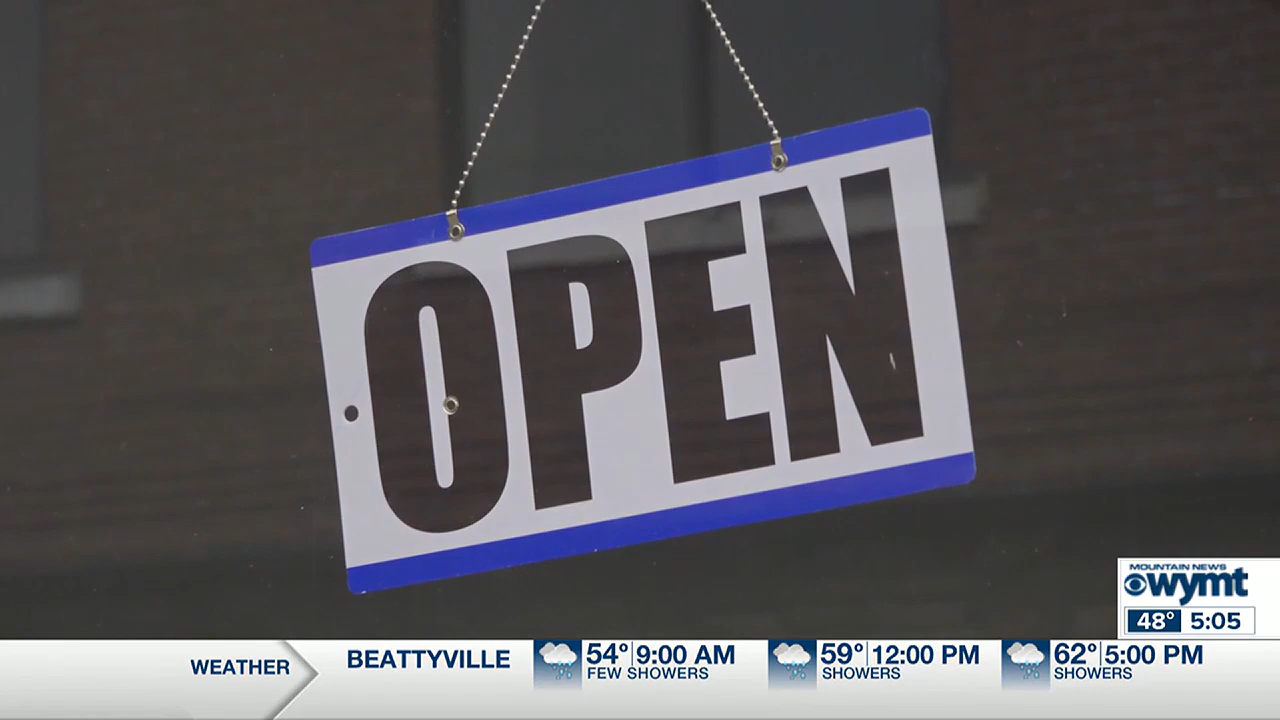 OPEN
MOUNTAIN NEWS
wymt
48° 5:05
WEATHER
BEATTYVILLE
54° 9:00 AM
FEW SHOWERS
59° 12:00 PM
SHOWERS
62° 5:00 PM
SHOWERS